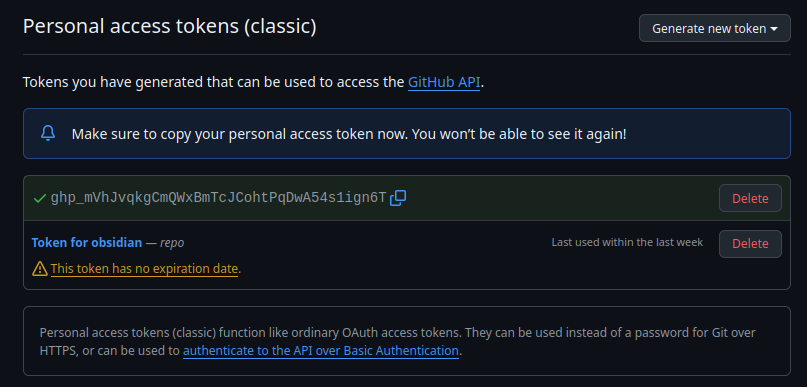 Personal access tokens (classic)
Generate new token
Tokens you have generated that can be used to access the GitHub API.
Make sure to copy your personal access token now. You won’t be able to see it again!
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
Delete
Token for obsidian — repo
Last used within the last week
Delete
This token has no expiration date.
Personal access tokens (classic) function like ordinary OAuth access tokens. They can be used instead of a password for Git over
HTTPS, or can be used to authenticate to the API over Basic Authentication.